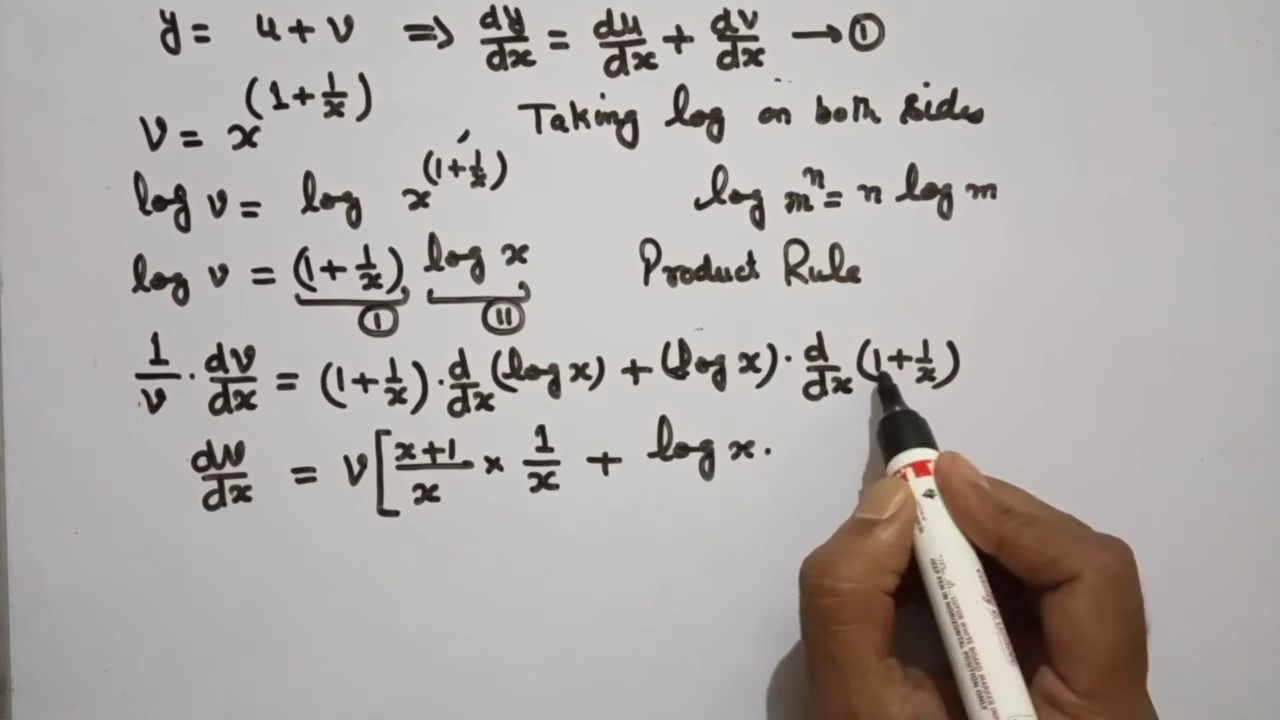 y = u + v ⇒ dy/dx = du/dx + dv/dx → ①
v = x^(1+1/x) , Taking log on both sides
log v = log x^(1+1/x) log m^n = n log m
log v = (1+1/x) log x Product Rule
① ⑪
1/v · dv/dx = (1+1/x) · d/dx (log x) + (log x) · d/dx (1+1/x)
dv/dx = v[ x+1/x × 1/x + log x ·